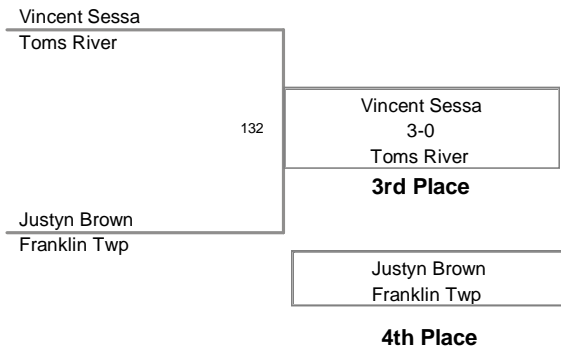 Vincent Sessa
Toms River
132
Vincent Sessa
3-0
Toms River
3rd Place
Justyn Brown
Franklin Twp
Justyn Brown
Franklin Twp
4th Place